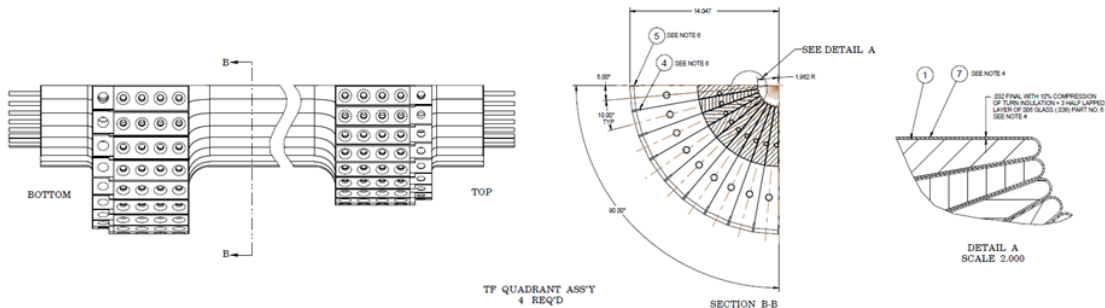 B
BOTTOM
TOP
B
TF QUADRANT ASS'Y
4 REQ'D
14.047
5
SEE NOTE 6
4
SEE NOTE 6
SEE DETAIL A
1.962 R
5.00°
10.00°
TYP
90.00°
SECTION B-B
1
7
SEE NOTE 4
.032 FINAL WITH 10% COMPRESSION
OF TURN INSULATION = 3 HALF LAPPED
LAYER OF .006 GLASS (.036) PART NO. 6
SEE NOTE 4
DETAIL A
SCALE 2.000